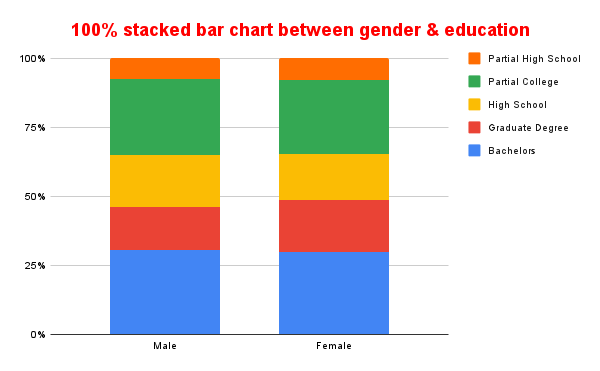 100% stacked bar chart between gender & education
100%
75%
50%
25%
0%
Male
Female
Partial High School
Partial College
High School
Graduate Degree
Bachelors